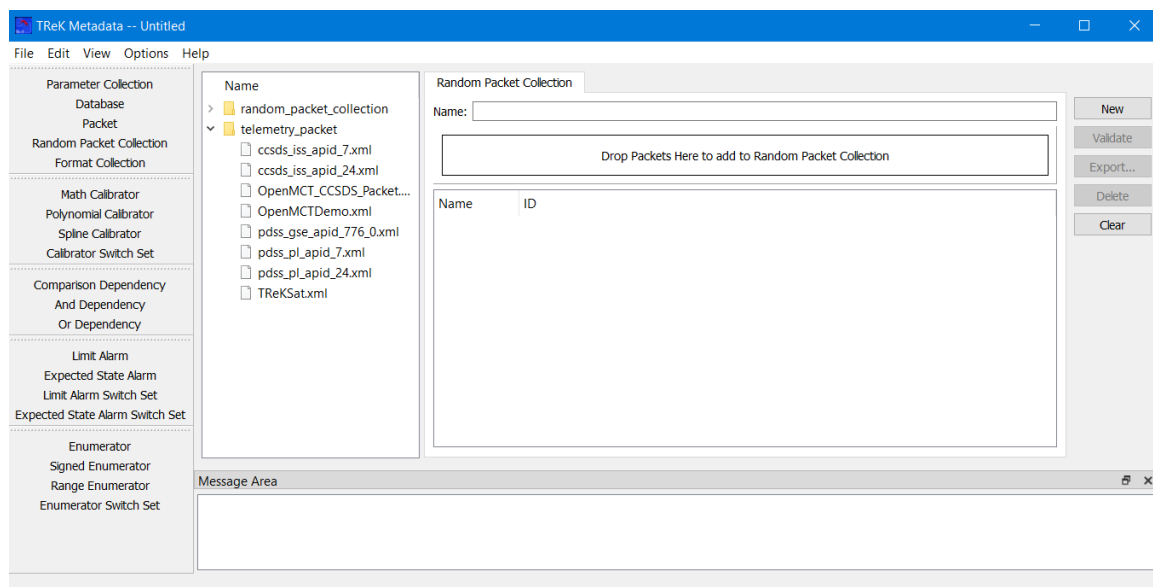 TReK Metadata -- Untitled
File Edit View Options Help
Parameter Collection
Database
Packet
Random Packet Collection
Format Collection
Math Calibrator
Polynomial Calibrator
Spline Calibrator
Calibrator Switch Set
Comparison Dependency
And Dependency
Or Dependency
Limit Alarm
Expected State Alarm
Limit Alarm Switch Set
Expected State Alarm Switch Set
Enumerator
Signed Enumerator
Range Enumerator
Enumerator Switch Set
Name
random_packet_collection
telemetry_packet
ccsds_iss_apid_7.xml
ccsds_iss_apid_24.xml
OpenMCT_CCSDS_Packet....
OpenMCTDemo.xml
pdss_gse_apid_776_0.xml
pdss_pl_apid_7.xml
pdss_pl_apid_24.xml
TReKSat.xml
Random Packet Collection
Name:
Drop Packets Here to add to Random Packet Collection
Name ID
New
Validate
Export...
Delete
Clear
Message Area